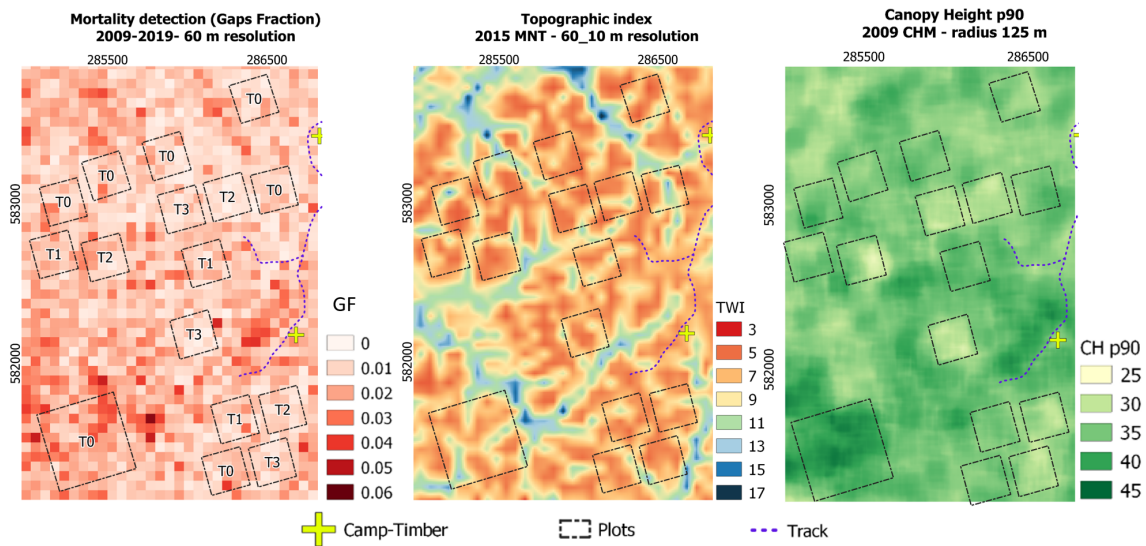 Mortality detection (Gaps Fraction)
2009-2019- 60 m resolution
285500
286500
583000
582000
T0
T0
T0
T0
T3
T2
T0
T1
T2
T1
T3
T0
T1
T2
T0
T3
GF
0
0.01
0.02
0.03
0.04
0.05
0.06
Topographic index
2015 MNT - 60_10 m resolution
285500
286500
583000
582000
TWI
3
5
7
9
11
13
15
17
Canopy Height p90
2009 CHM - radius 125 m
285500
286500
583000
582000
CH p90
25
30
35
40
45
Camp-Timber
Plots
Track